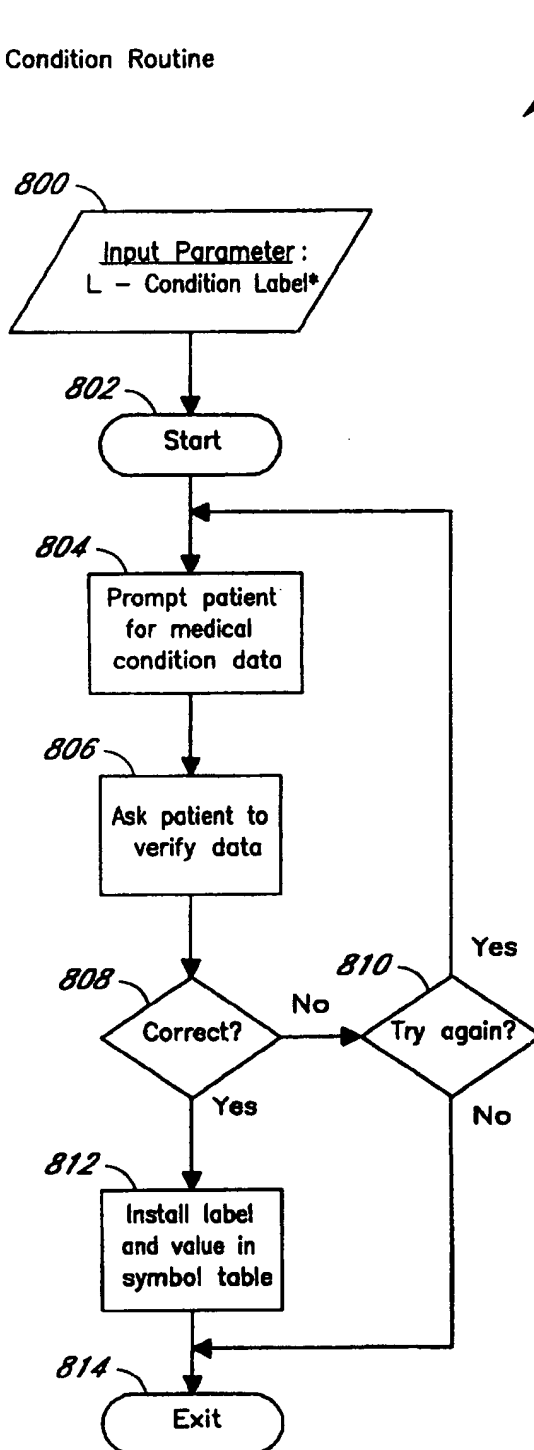 Condition Routine
800
Input Parameter:
L - Condition Label*
802
Start
804
Prompt patient
for medical
condition data
806
Ask patient to
verify data
808
Correct?
No
810
Try again?
Yes
No
Yes
812
Install label
and value in
symbol table
814
Exit